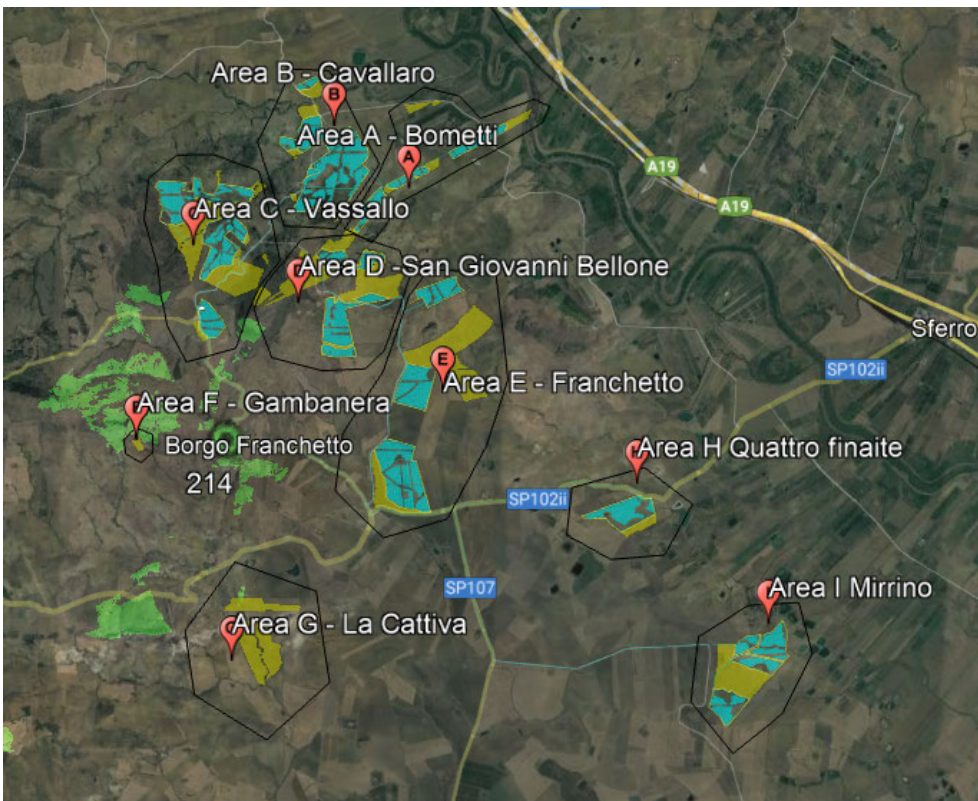 Area B - Cavallaro
B
Area A - Bometti
A
A19
A19
Area C - Vassallo
Area D -San Giovanni Bellone
Sferro
E
Area E - Franchetto
SP102ii
Area F - Gambanera
Borgo Franchetto
214
Area H Quattro finaite
SP102ii
SP107
Area I Mirrino
Area G - La Cattiva